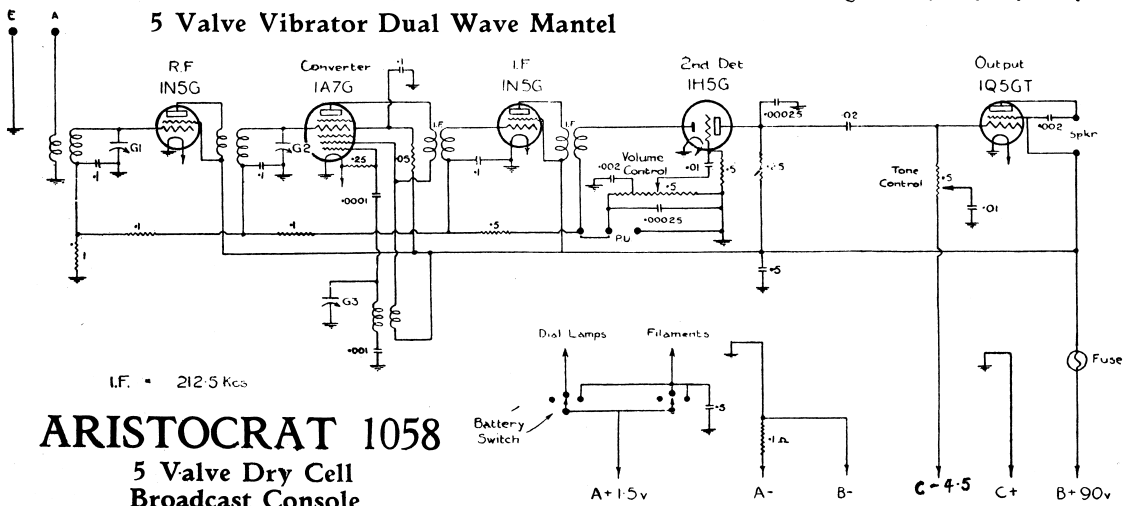 5 Valve Vibrator Dual Wave Mantel
E A
R.F
1N5G
Converter
1A7G
I.F
1N5G
2nd Det
1H5G
Output
1Q5GT
.1
.00025
.02
.002
Spkr
G1
G2
I.F.
.1
.1
.25
.05
.1
.0001
.002
Volume
Control
.01
.5
.5
.00025
Tone
Control
.5
.01
.1
.1
.5
PU
1
.5
G3
.001
Dial Lamps
Filaments
Fuse
I.F. = 212.5 Kcs
.5
Battery
Switch
.1 Ω
ARISTOCRAT 1058
5 Valve Dry Cell
Broadcast Console
A+ 1.5v
A-
B-
C-4.5
C+
B+90v